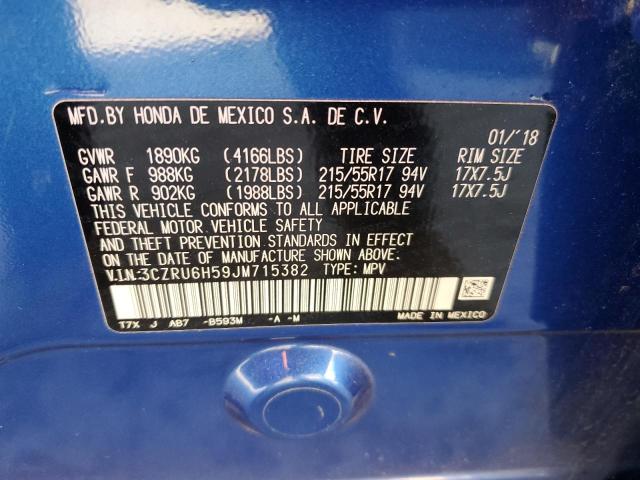 MFD.BY HONDA DE MEXICO S.A. DE C.V.
01/'18
GVWR 1890KG (4166LBS) TIRE SIZE RIM SIZE
GAWR F 988KG (2178LBS) 215/55R17 94V 17X7.5J
GAWR R 902KG (1988LBS) 215/55R17 94V 17X7.5J
THIS VEHICLE CONFORMS TO ALL APPLICABLE
FEDERAL MOTOR VEHICLE SAFETY
AND THEFT PREVENTION STANDARDS IN EFFECT
ON THE DATE OF MANUFACTURE SHOWN ABOVE.
V.I.N:3CZRU6H59JM715382 TYPE: MPV
T7X J AB7 -B593M -A -M MADE IN MEXICO